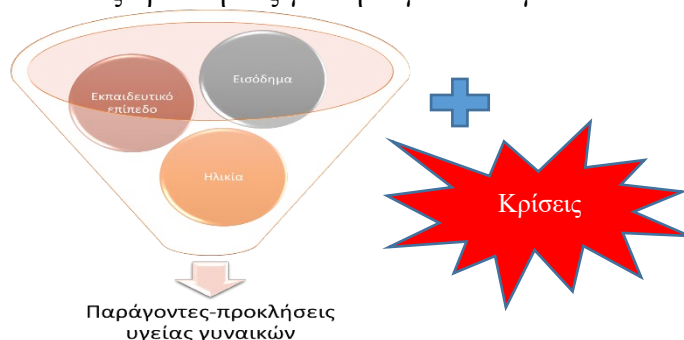 Εκπαιδευτικό
επίπεδο
Εισόδημα
Ηλικία
Κρίσεις
Παράγοντες-προκλήσεις
υγείας γυναικών